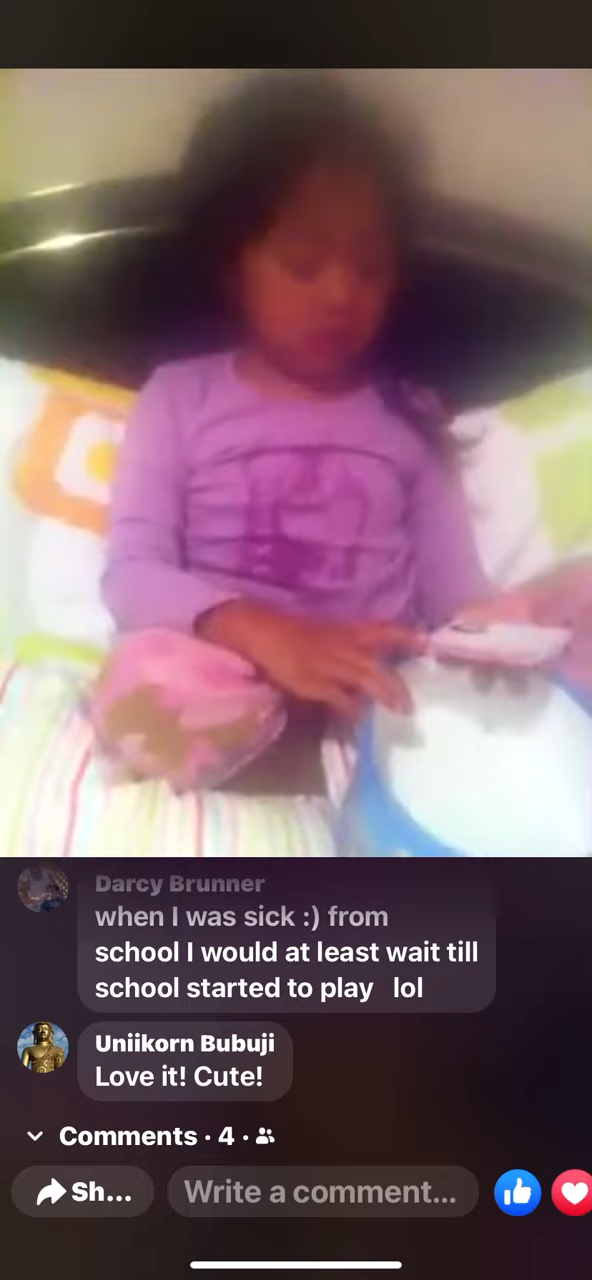 Darcy Brunner
when I was sick :) from
school I would at least wait till
school started to play lol
Uniikorn Bubuji
Love it! Cute!
Comments · 4 ·
Sh...
Write a comment...